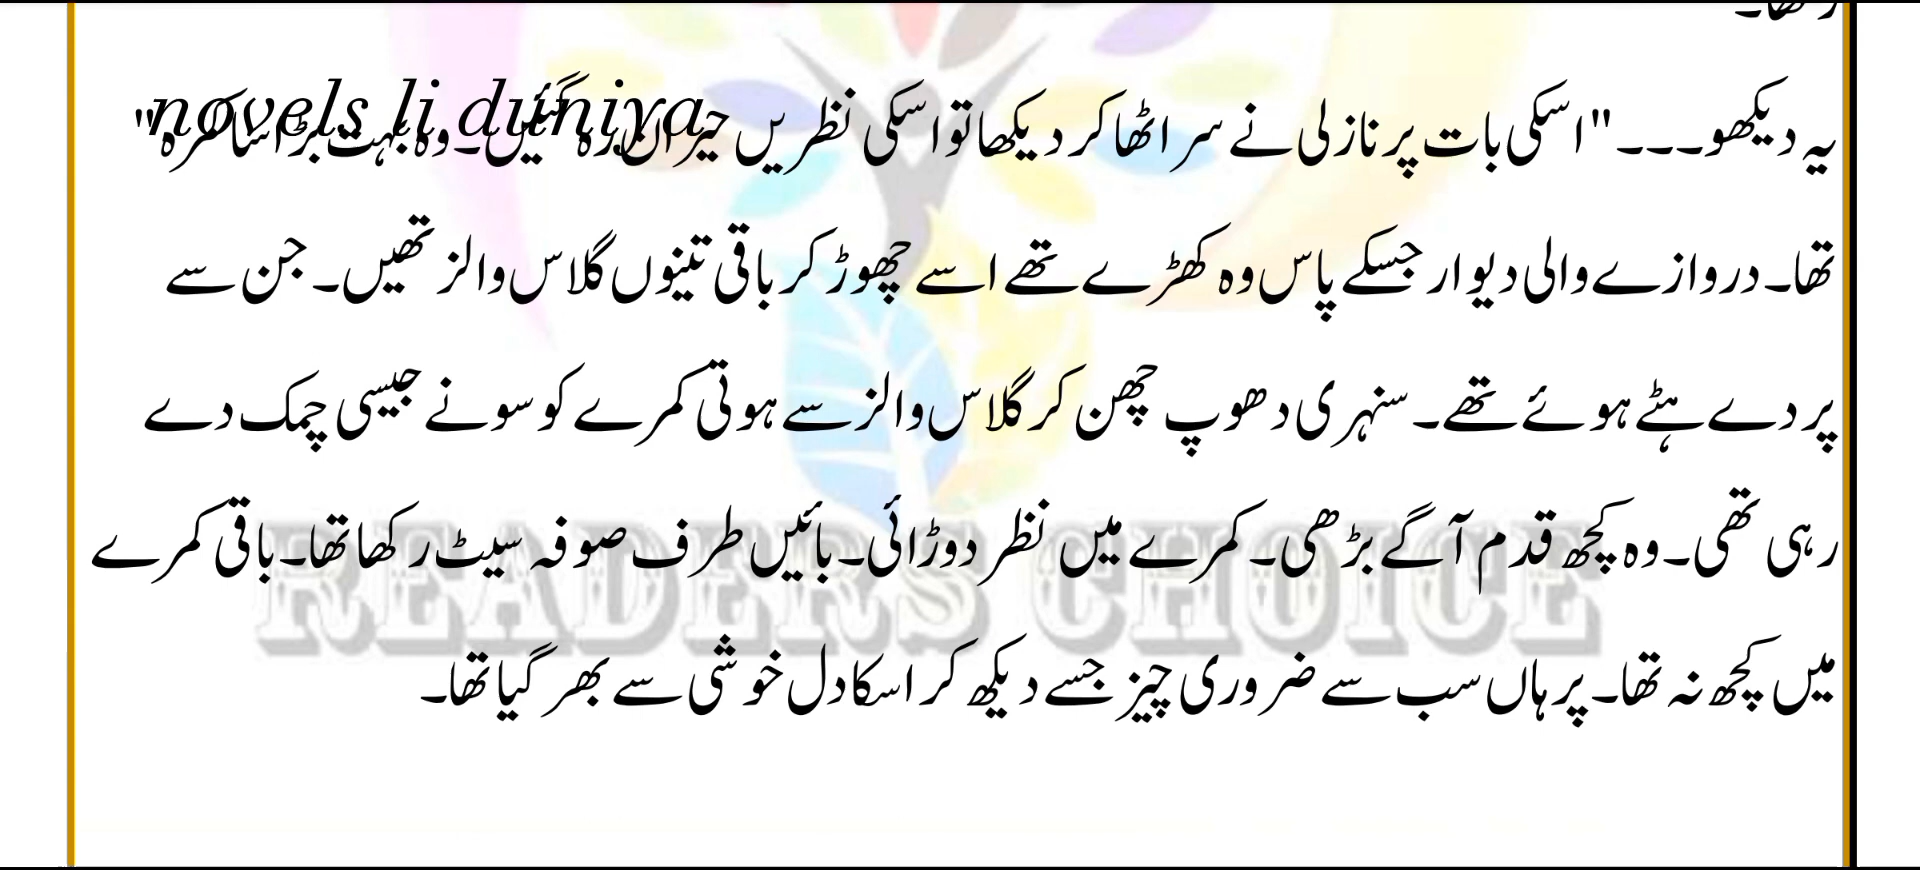 یہ دیکھو۔۔۔"اسکی بات پر نازلی نے سر اٹھا کر دیکھا تو اسکی نظریں حیران رہ گئیں۔ وہ بہت بڑا سا کمرہ"
novels li duniya
تھا۔ دروازے والی دیوار جسکے پاس وہ کھڑے تھے اسے چھوڑ کر باقی تینوں گلاس والز تھیں۔ جن سے
پردے ہٹے ہوئے تھے۔ سنہری دھوپ چھن کر گلاس والز سے ہوتی کمرے کو سونے جیسی چمک دے
رہی تھی۔ وہ کچھ قدم آگے بڑھی۔ کمرے میں نظر دوڑائی۔ بائیں طرف صوفہ سیٹ رکھا تھا۔ باقی کمرے
READERS CHOICE
میں کچھ نہ تھا۔ پر ہاں سب سے ضروری چیز جسے دیکھ کر اسکا دل خوشی سے بھر گیا تھا۔